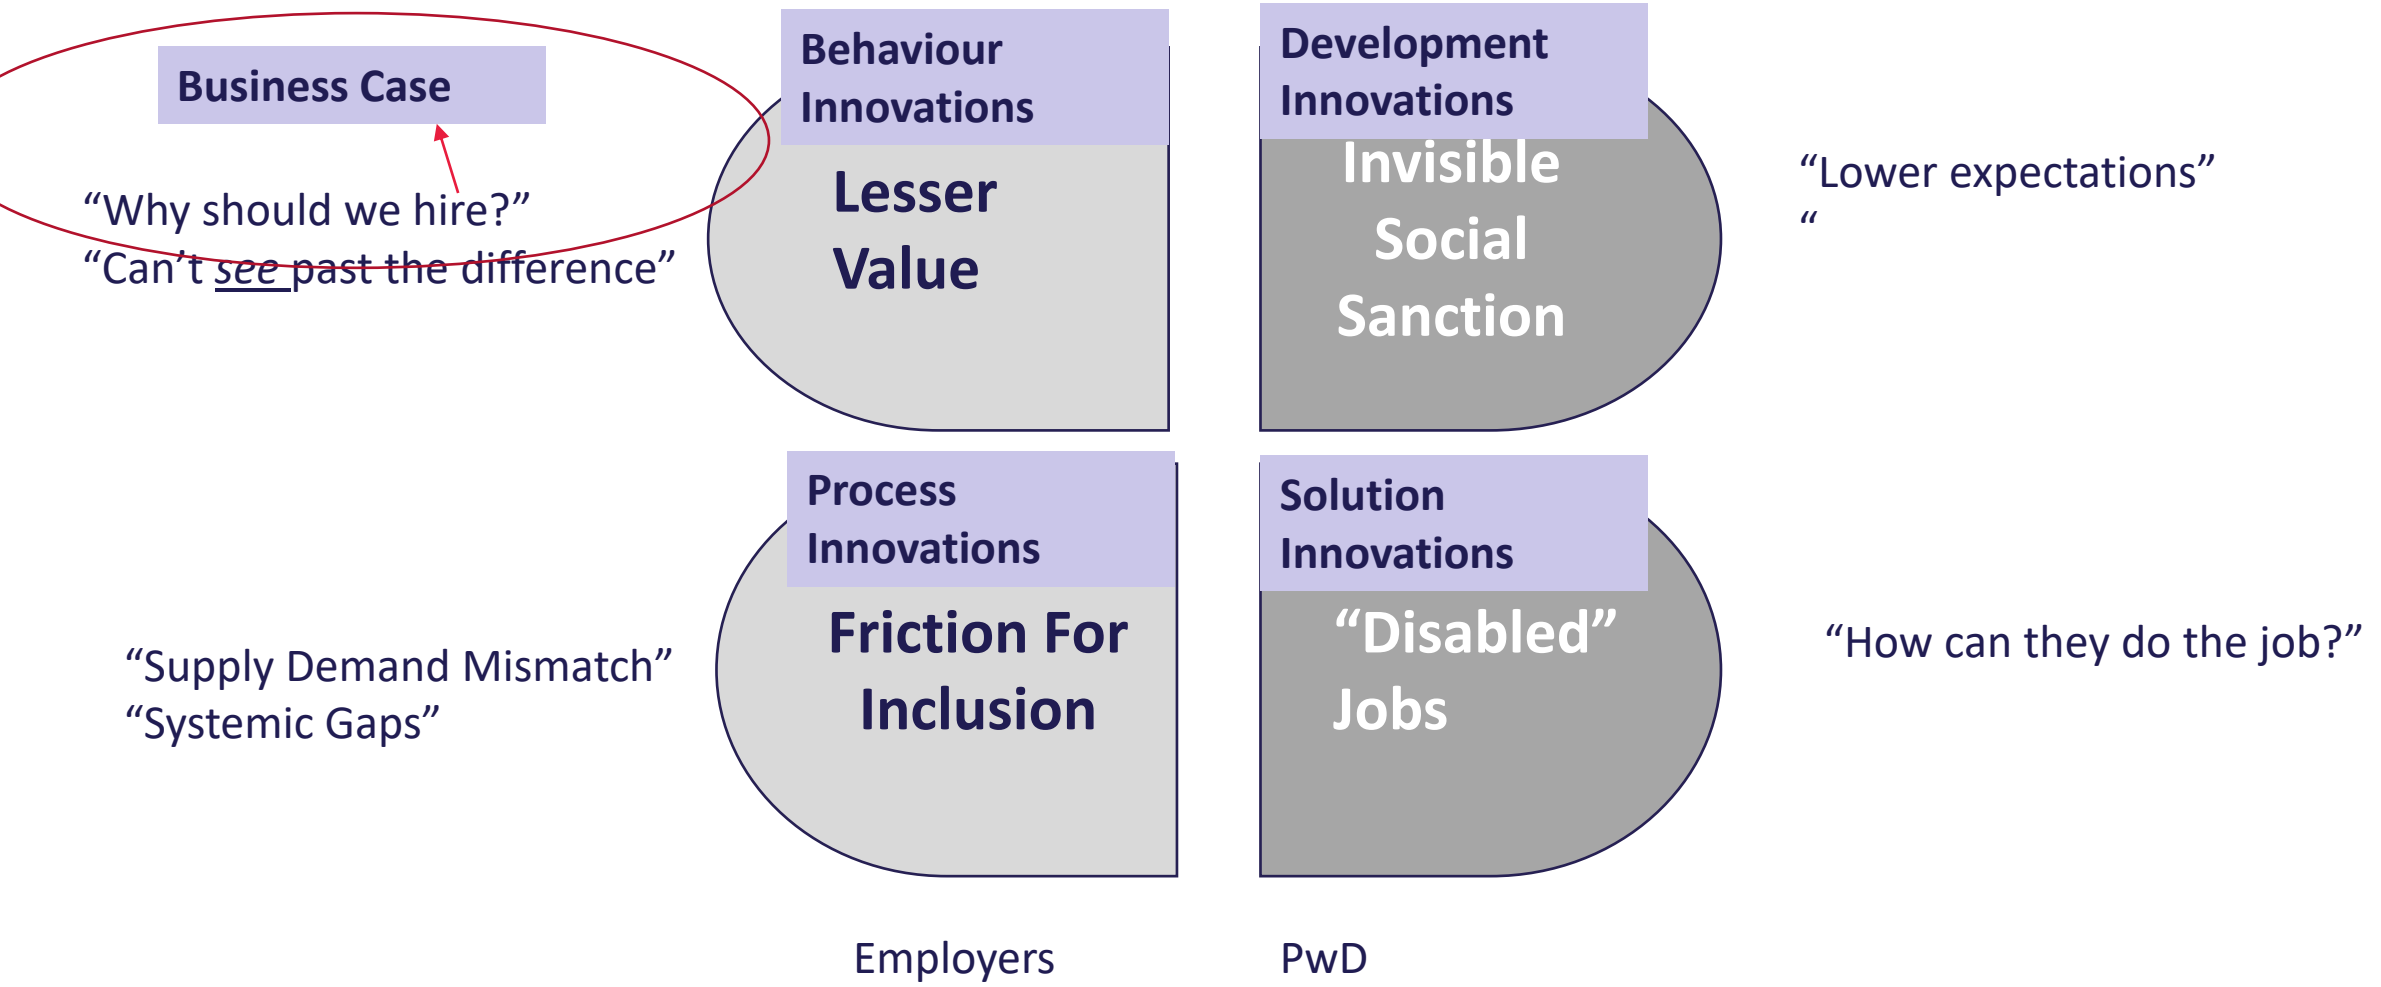 Business Case
“Why should we hire?”
“Can’t see past the difference”
Behaviour
Innovations
Lesser
Value
Development
Innovations
Invisible
Social
Sanction
“Lower expectations”
“
“Supply Demand Mismatch”
“Systemic Gaps”
Process
Innovations
Friction For
Inclusion
Solution
Innovations
“Disabled”
Jobs
“How can they do the job?”
Employers
PwD